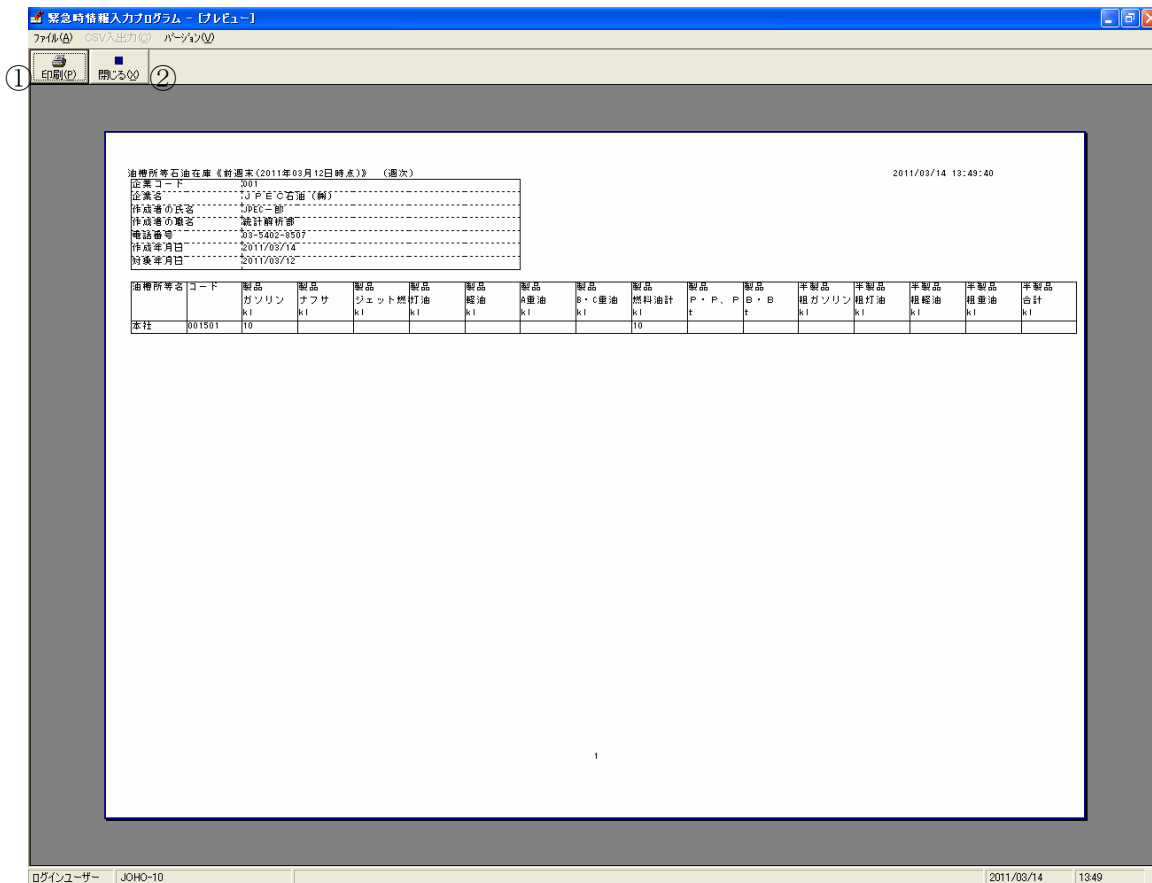 緊急時情報入力プログラム - [プレビュー]
ファイル(A) CSV入出力(C) バージョン(V)
① 印刷(P) 閉じる(X) ②
油槽所等石油在庫《前週末(2011年03月12日時点)》 (週次) 2011/03/14 13:49:40
企業コード 001
企業名 JPEC石油(㈱)
作成者の氏名 JPEC一郎
作成者の職名 統計解析部
電話番号 03-5402-8507
作成年月日 2011/03/14
対象年月日 2011/03/12
油槽所等名 コード 製品 製品 製品 製品 製品 製品 製品 製品 製品 製品 半製品 半製品 半製品 半製品 半製品
ガソリン ナフサ ジェット燃 灯油 軽油 A重油 B・C重油 燃料油計 P・P、P B・B 粗ガソリン 粗灯油 粗軽油 粗重油 合計
kl kl kl kl kl kl kl kl t t kl kl kl kl kl
本社 001501 10 10
1
ログインユーザー JOHO-10 2011/03/14 13:49